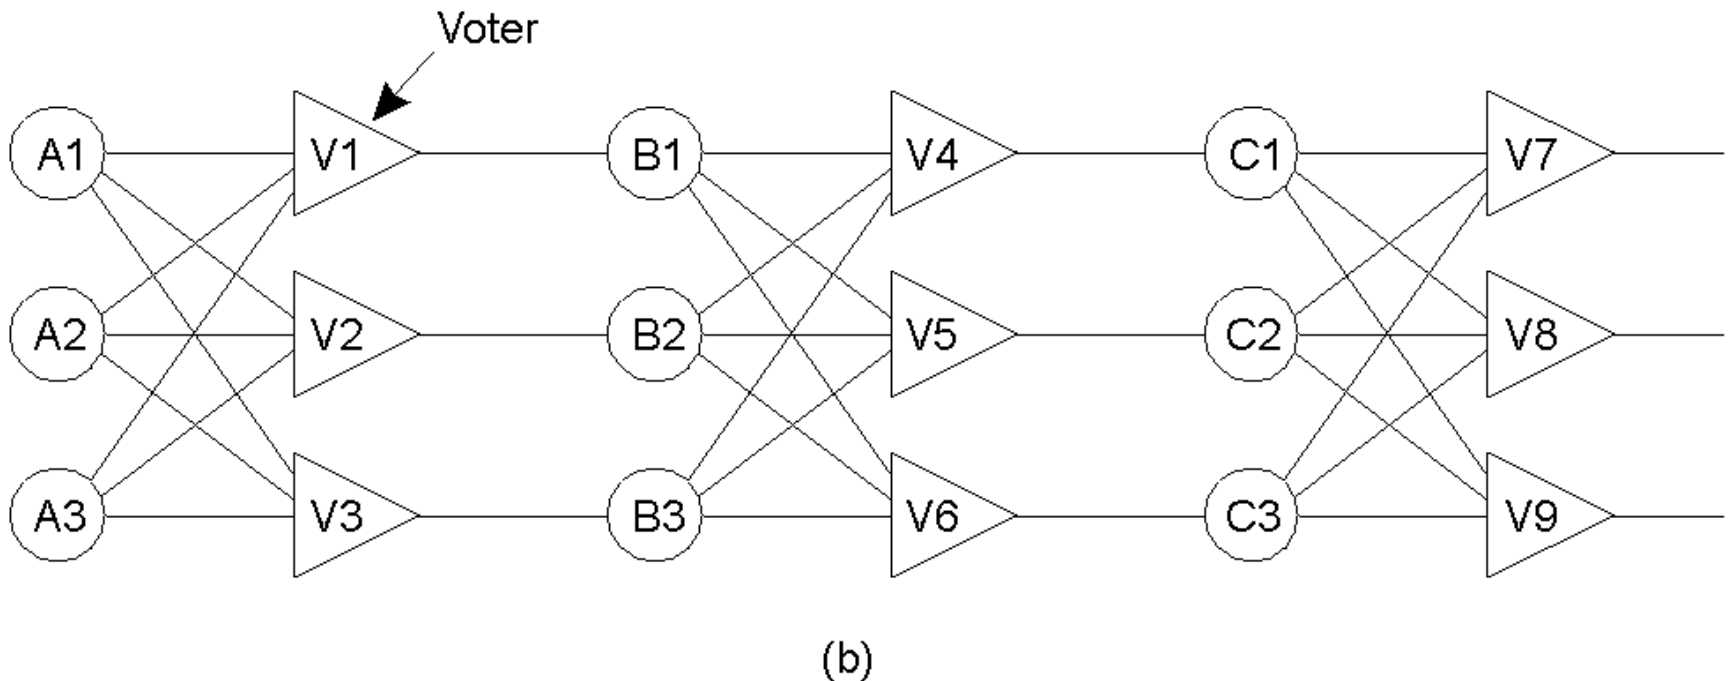 Voter
A1 V1 B1 V4 C1 V7
A2 V2 B2 V5 C2 V8
A3 V3 B3 V6 C3 V9
(b)